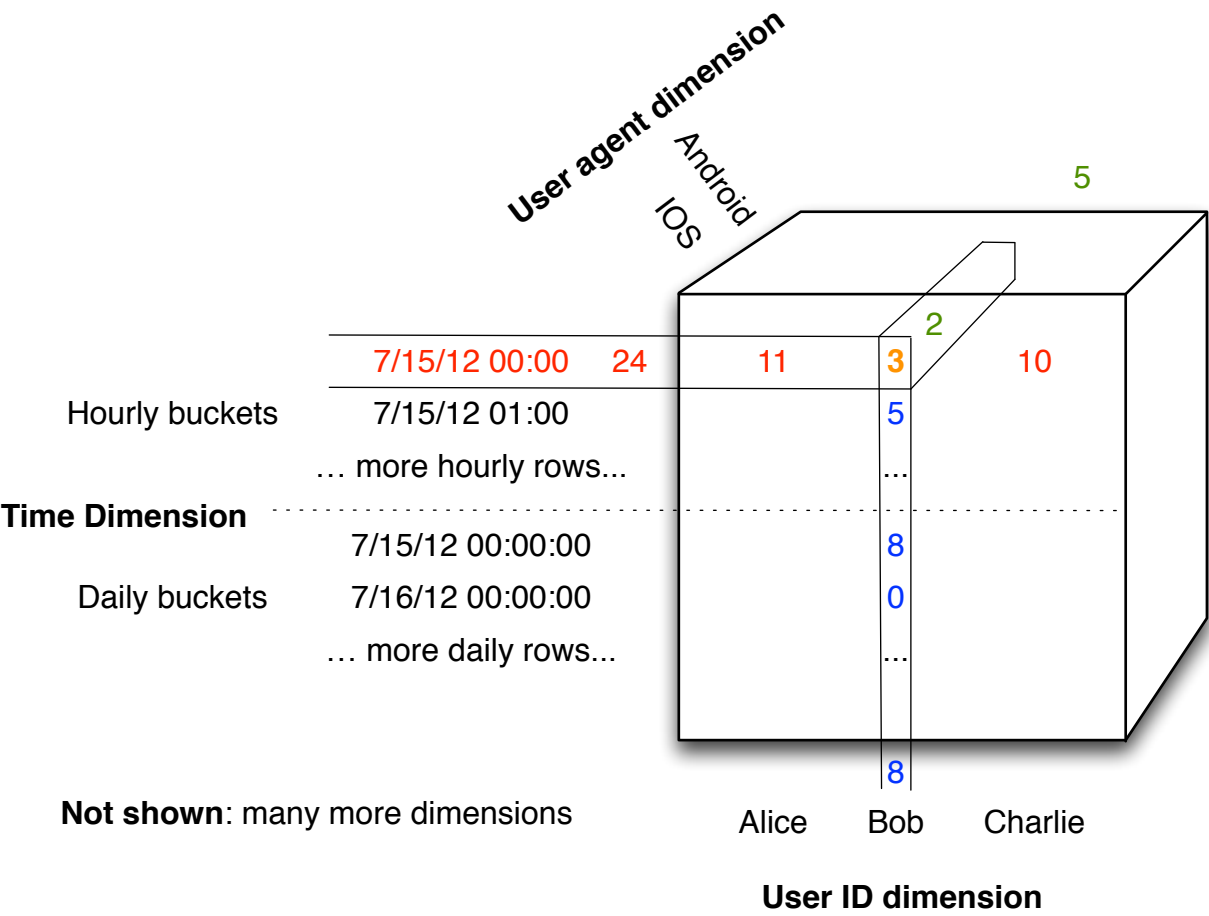 User agent dimension
Android
IOS
5
2
7/15/12 00:00 24 11 3 10
Hourly buckets 7/15/12 01:00 5
… more hourly rows... ...
Time Dimension
7/15/12 00:00:00 8
Daily buckets 7/16/12 00:00:00 0
… more daily rows... ...
8
Not shown: many more dimensions
Alice Bob Charlie
User ID dimension